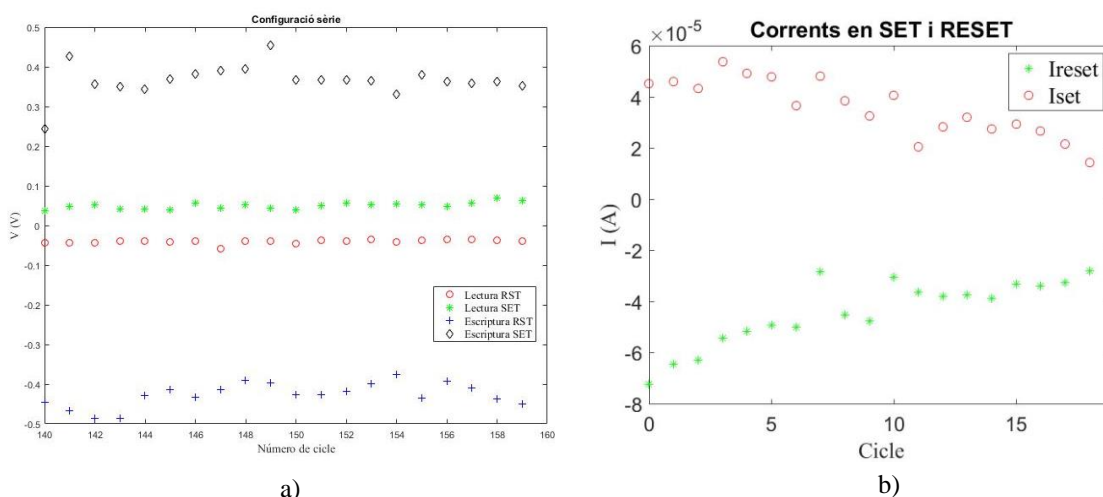 Configuració sèrie
V (V)
0.5
0.4
0.3
0.2
0.1
0
-0.1
-0.2
-0.3
-0.4
-0.5
Lectura RST
Lectura SET
Escriptura RST
Escriptura SET
140 142 144 146 148 150 152 154 156 158 160
Número de cicle
a)
Corrents en SET i RESET
×10⁻⁵
I (A)
6
4
2
0
-2
-4
-6
-8
Ireset
Iset
0 5 10 15
Cicle
b)